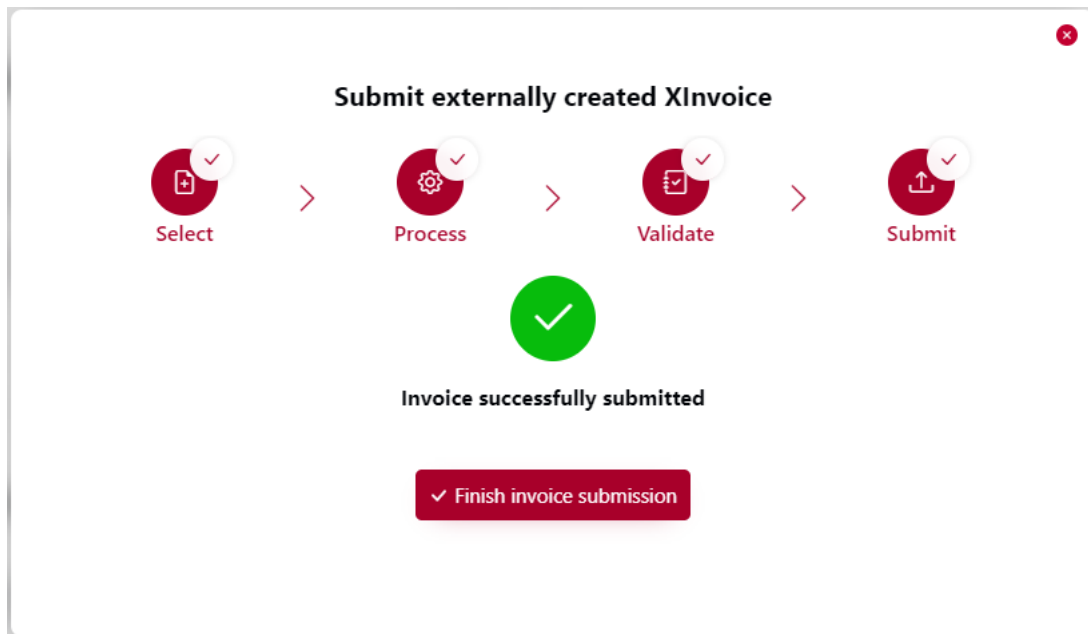 Submit externally created XInvoice
Select
Process
Validate
Submit
Invoice successfully submitted
Finish invoice submission